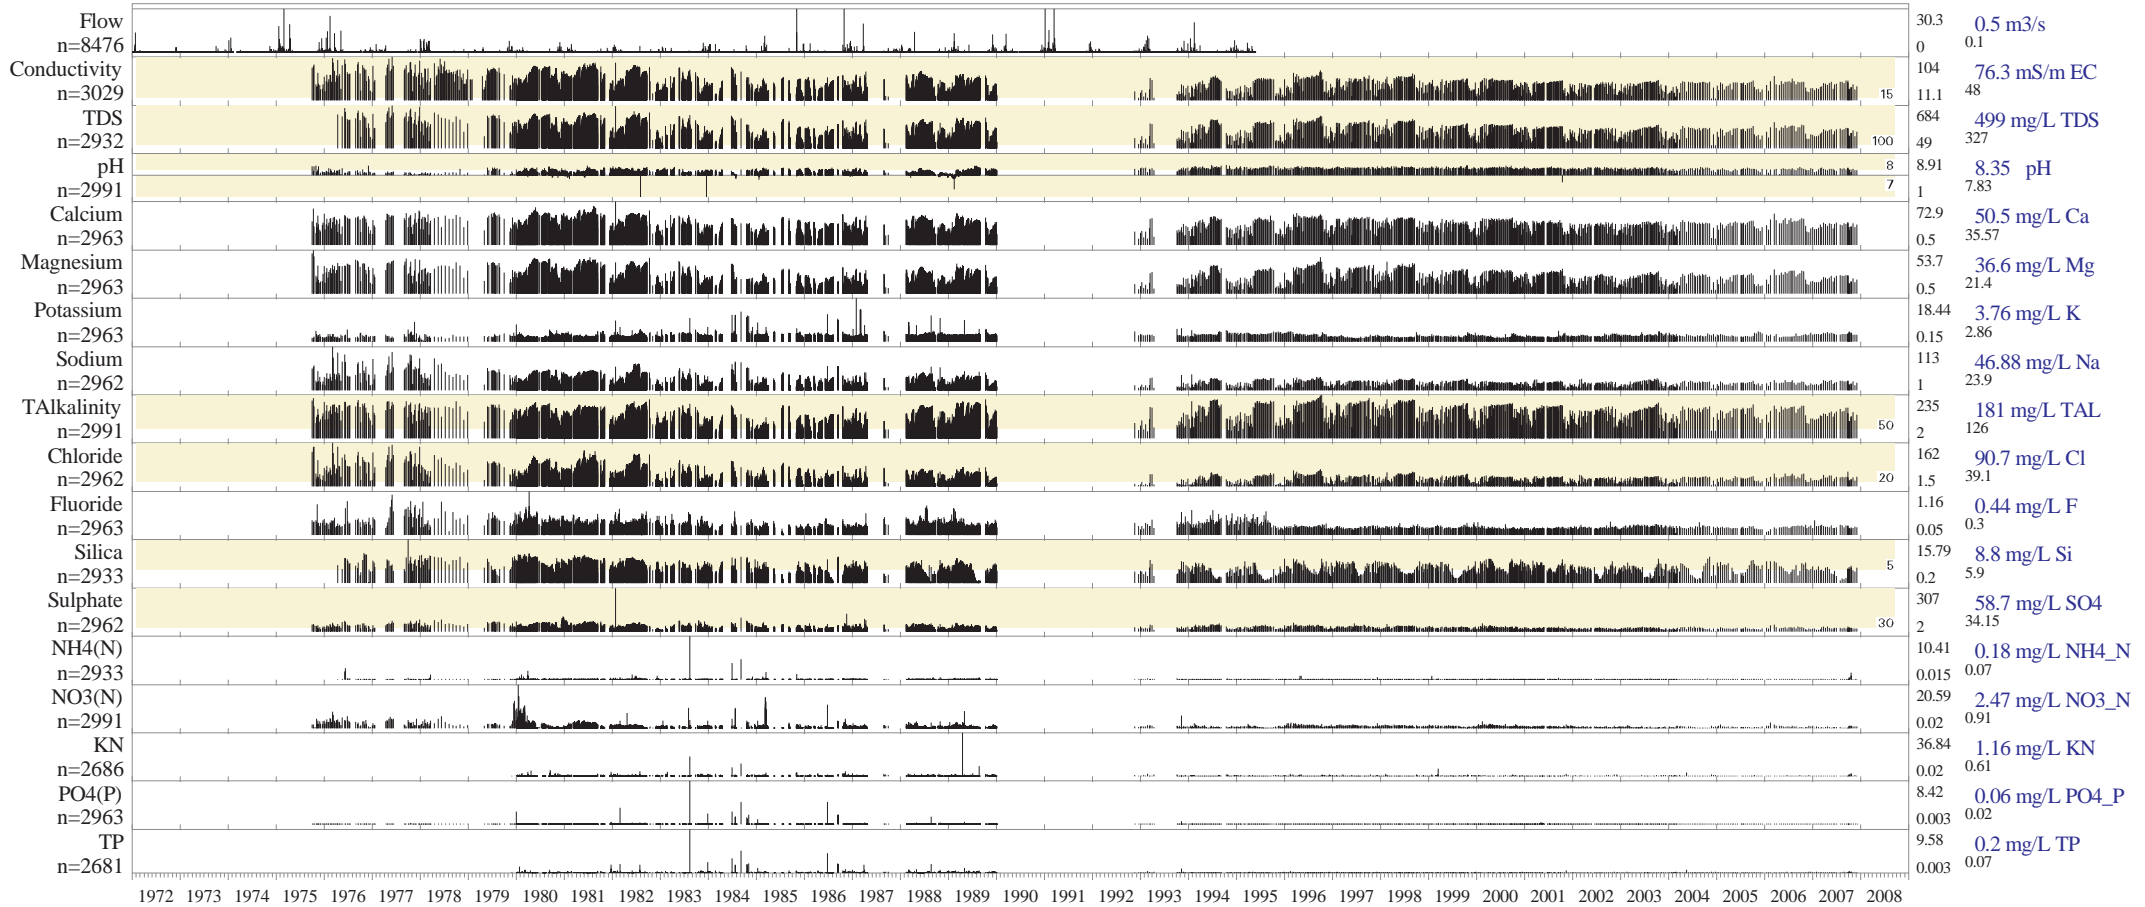 Flow 30.3 0.5 m3/s
n=8476 0 0.1
Conductivity 104 76.3 mS/m EC
n=3029 15 11.1 48
TDS 684 499 mg/L TDS
n=2932 100 49 327
pH 8 8.91 8.35 pH
n=2991 7 1 7.83
Calcium 72.9 50.5 mg/L Ca
n=2963 0.5 35.57
Magnesium 53.7 36.6 mg/L Mg
n=2963 0.5 21.4
Potassium 18.44 3.76 mg/L K
n=2963 0.15 2.86
Sodium 113 46.88 mg/L Na
n=2962 1 23.9
TAlkalinity 235 181 mg/L TAL
n=2991 50 2 126
Chloride 162 90.7 mg/L Cl
n=2962 20 1.5 39.1
Fluoride 1.16 0.44 mg/L F
n=2963 0.05 0.3
Silica 15.79 8.8 mg/L Si
n=2933 5 0.2 5.9
Sulphate 307 58.7 mg/L SO4
n=2962 30 2 34.15
NH4(N) 10.41 0.18 mg/L NH4_N
n=2933 0.015 0.07
NO3(N) 20.59 2.47 mg/L NO3_N
n=2991 0.02 0.91
KN 36.84 1.16 mg/L KN
n=2686 0.02 0.61
PO4(P) 8.42 0.06 mg/L PO4_P
n=2963 0.003 0.02
TP 9.58 0.2 mg/L TP
n=2681 0.003 0.07
1972 1973 1974 1975 1976 1977 1978 1979 1980 1981 1982 1983 1984 1985 1986 1987 1988 1989 1990 1991 1992 1993 1994 1995 1996 1997 1998 1999 2000 2001 2002 2003 2004 2005 2006 2007 2008